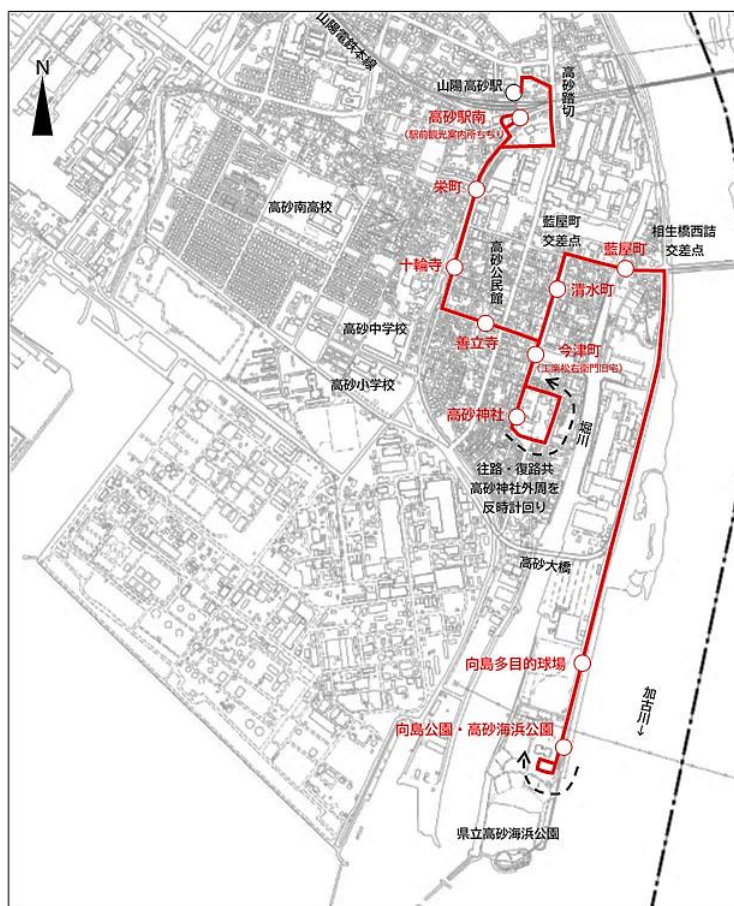 山陽電鉄本線
N
山陽高砂駅
高砂踏切
高砂駅南
(駅前観光案内所ちちり)
栄町
高砂南高校
藍屋町
交差点
相生橋西詰
交差点
藍屋町
十輪寺
高砂公民館
清水町
高砂中学校
善立寺
今津町
(工楽松右衛門旧宅)
高砂小学校
高砂神社
堀川
往路・復路共
高砂神社外周を
反時計回り
高砂大橋
向島多目的球場
加古川↓
向島公園・高砂海浜公園
県立高砂海浜公園